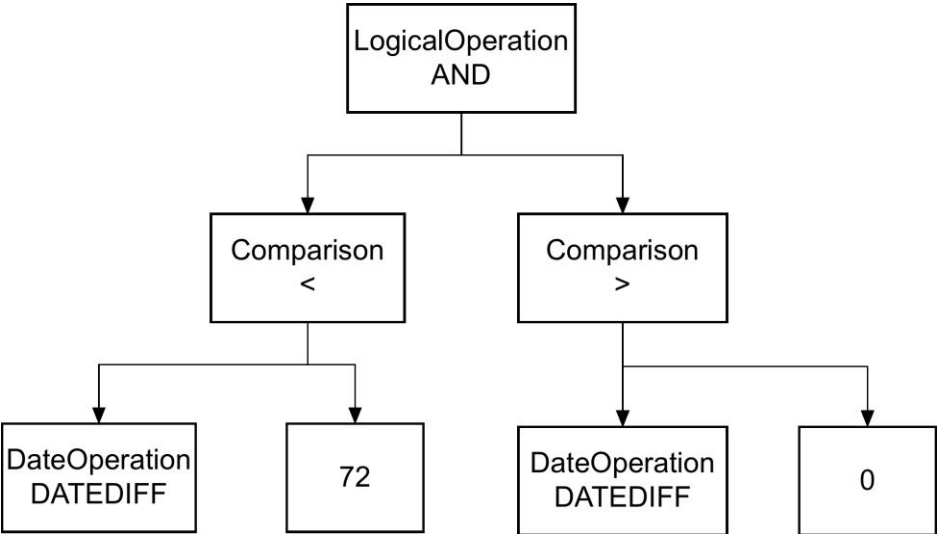 LogicalOperation
AND
Comparison
<
Comparison
>
DateOperation
DATEDIFF
72
DateOperation
DATEDIFF
0